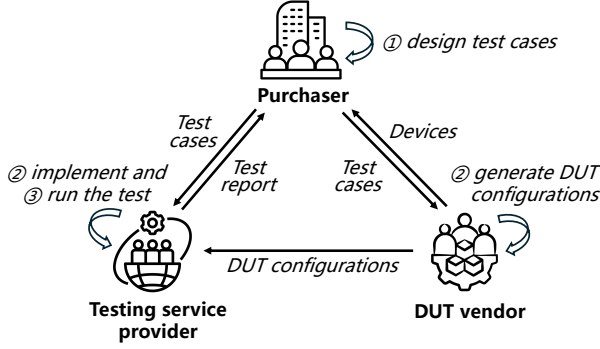 ① design test cases
Purchaser
Test
cases
Test
report
Test
cases
Devices
② implement and
③ run the test
② generate DUT
configurations
DUT configurations
Testing service
provider
DUT vendor